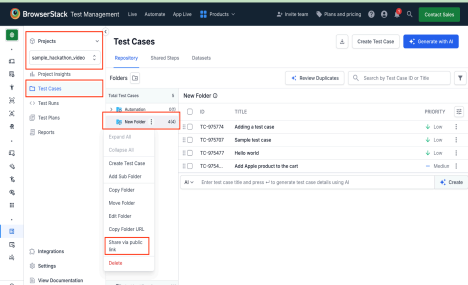 BrowserStack Test Management
Live
Automate
App Live
Products
Invite team
Plans and pricing
Contact Sales
Projects
sample_hackathon_video
Project Insights
Test Cases
Test Runs
Test Plans
Reports
Integrations
Settings
View Documentation
Test Cases
Create Test Case
Generate with AI
Repository
Shared Steps
Datasets
Folders
Review Duplicates
Search by Test Case ID or Title
Total Test Cases
New Folder
ID
TITLE
PRIORITY
Automation
New Folder
TC-975774
Adding a test case
Low
TC-975707
Sample test case
Low
TC-975477
Hello world
Low
TC-9754...
Add Apple product to the cart
Medium
AI
Enter test case title and press ↵ to generate test case details using AI
Create
Expand All
Collapse All
Create Test Case
Add Sub Folder
Copy Folder
Move Folder
Edit Folder
Copy Folder URL
Share via public
link
Delete